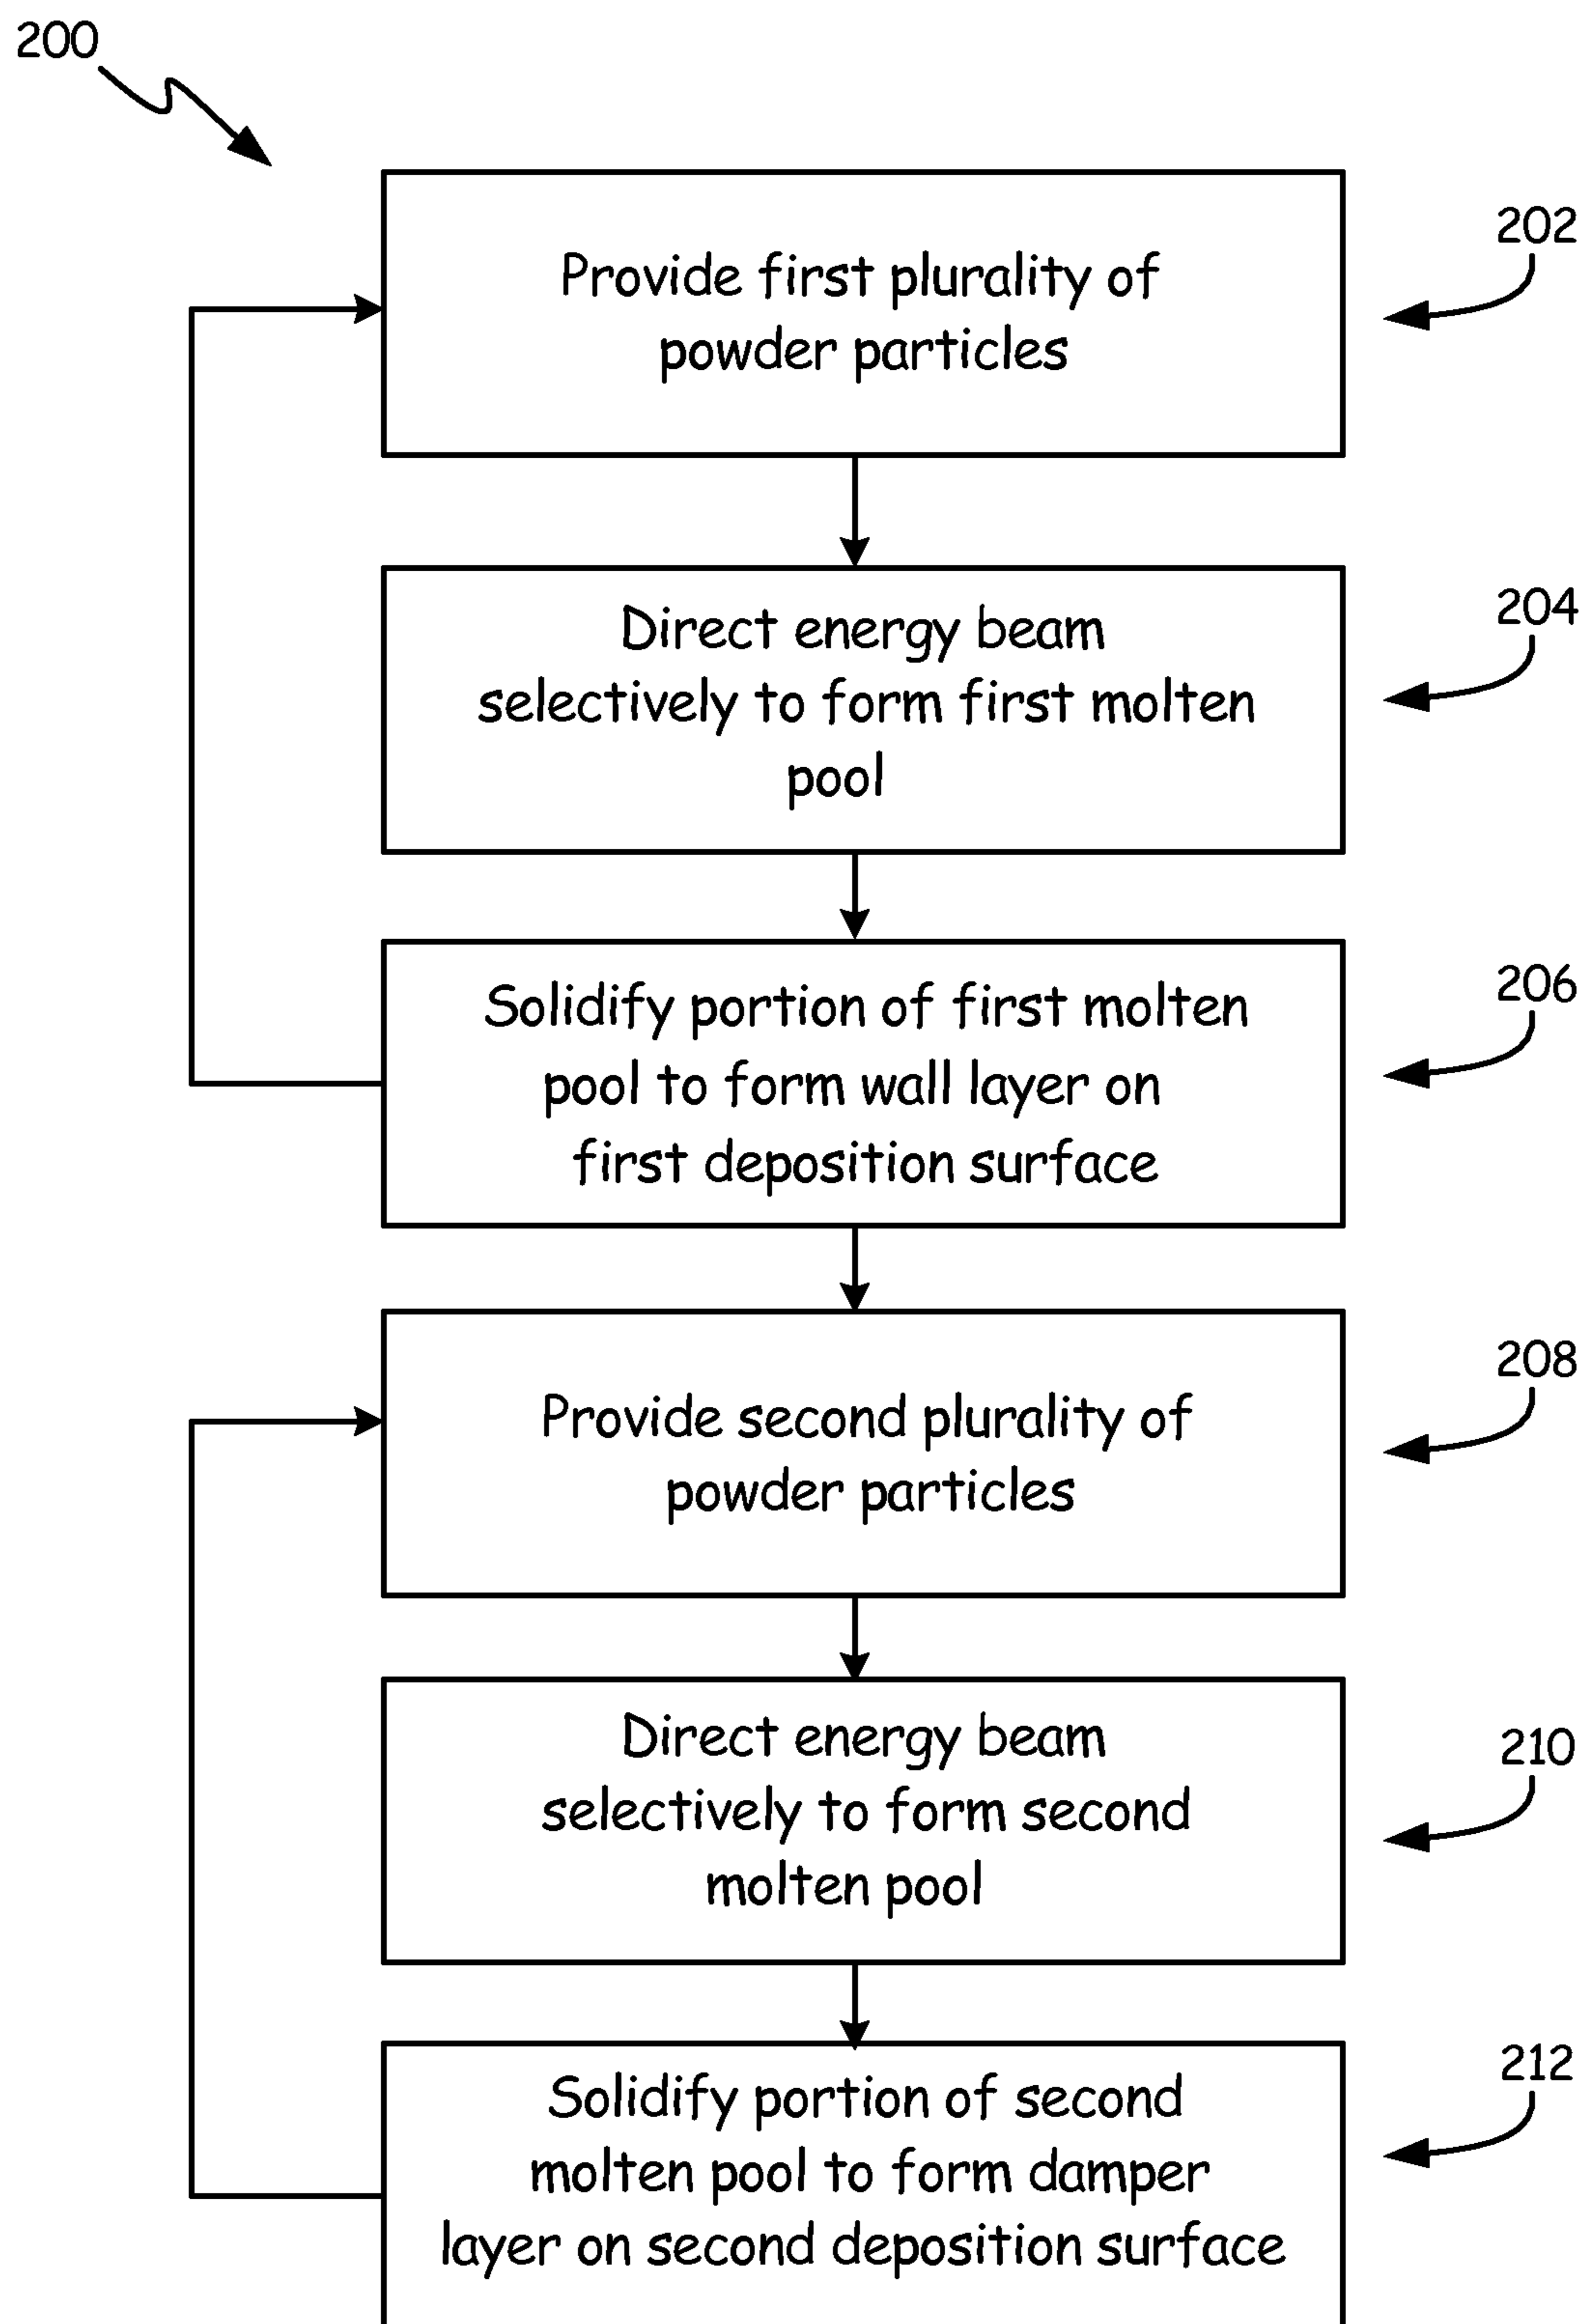 200
202
Provide first plurality of
powder particles
204
Direct energy beam
selectively to form first molten
pool
206
Solidify portion of first molten
pool to form wall layer on
first deposition surface
208
Provide second plurality of
powder particles
210
Direct energy beam
selectively to form second
molten pool
212
Solidify portion of second
molten pool to form damper
layer on second deposition surface